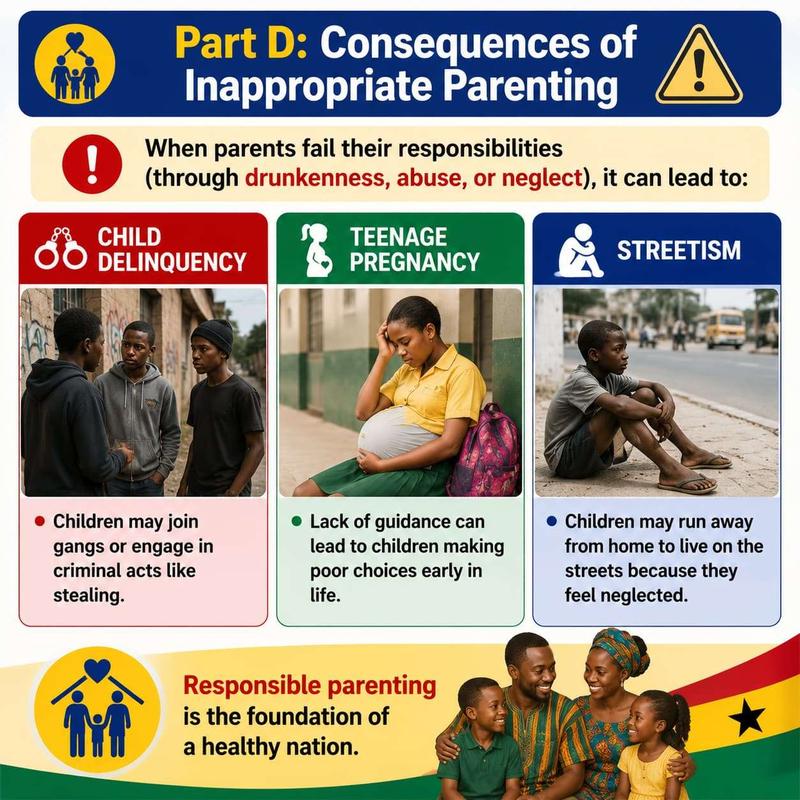 Part D: Consequences of
Inappropriate Parenting
When parents fail their responsibilities
(through drunkenness, abuse, or neglect), it can lead to:
CHILD
DELINQUENCY
• Children may join
gangs or engage in
criminal acts like
stealing.
TEENAGE
PREGNANCY
• Lack of guidance can
lead to children making
poor choices early in
life.
STREETISM
• Children may run away
from home to live on the
streets because they
feel neglected.
Responsible parenting
is the foundation of
a healthy nation.